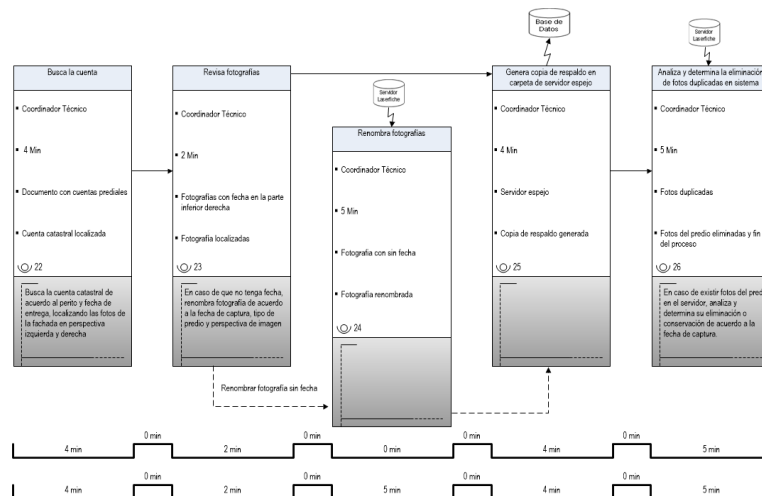 Base de
Datos
Servidor
Laserfiche
Busca la cuenta
▪ Coordinador Técnico
▪ 4 Min
▪ Documento con cuentas prediales
▪ Cuenta catastral localizada
22
Busca la cuenta catastral de
acuerdo al perito y fecha de
entrega, localizando las fotos de
la fachada en perspectiva
izquierda y derecha
Revisa fotografías
▪ Coordinador Técnico
▪ 2 Min
▪ Fotografías con fecha en la parte
inferior derecha
▪ Fotografía localizadas
23
En caso de que no tenga fecha,
renombra fotografía de acuerdo
a la fecha de captura, tipo de
predio y perspectiva de imagen
Renombrar fotografía sin fecha
Servidor
Laserfiche
Renombra fotografías
▪ Coordinador Técnico
▪ 5 Min
▪ Fotografía con sin fecha
▪ Fotografía renombrada
24
Genera copia de respaldo en
carpeta de servidor espejo
▪ Coordinador Técnico
▪ 4 Min
▪ Servidor espejo
▪ Copia de respaldo generada
25
Analiza y determina la eliminación
de fotos duplicadas en sistema
▪ Coordinador Técnico
▪ 5 Min
▪ Fotos duplicadas
▪ Fotos del predio eliminadas y fin
del proceso
26
En caso de existir fotos del pred
en el servidor, analiza y
determina su eliminación o
conservación de acuerdo a la
fecha de captura.
0 min 0 min 0 min 0 min
4 min 2 min 0 min 4 min 5 min
0 min 0 min 0 min 0 min
4 min 2 min 5 min 4 min 5 min